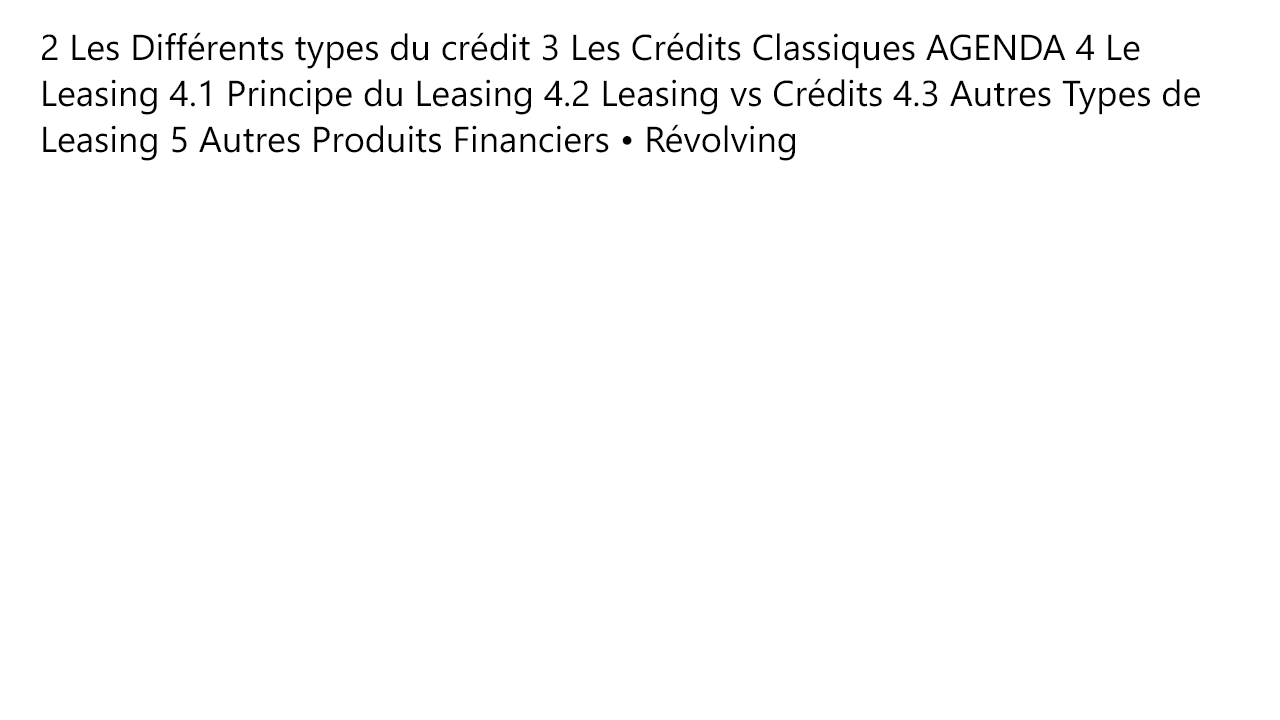 2 Les Différents types du crédit 3 Les Crédits Classiques AGENDA 4 Le
Leasing 4.1 Principe du Leasing 4.2 Leasing vs Crédits 4.3 Autres Types de
Leasing 5 Autres Produits Financiers • Révolving